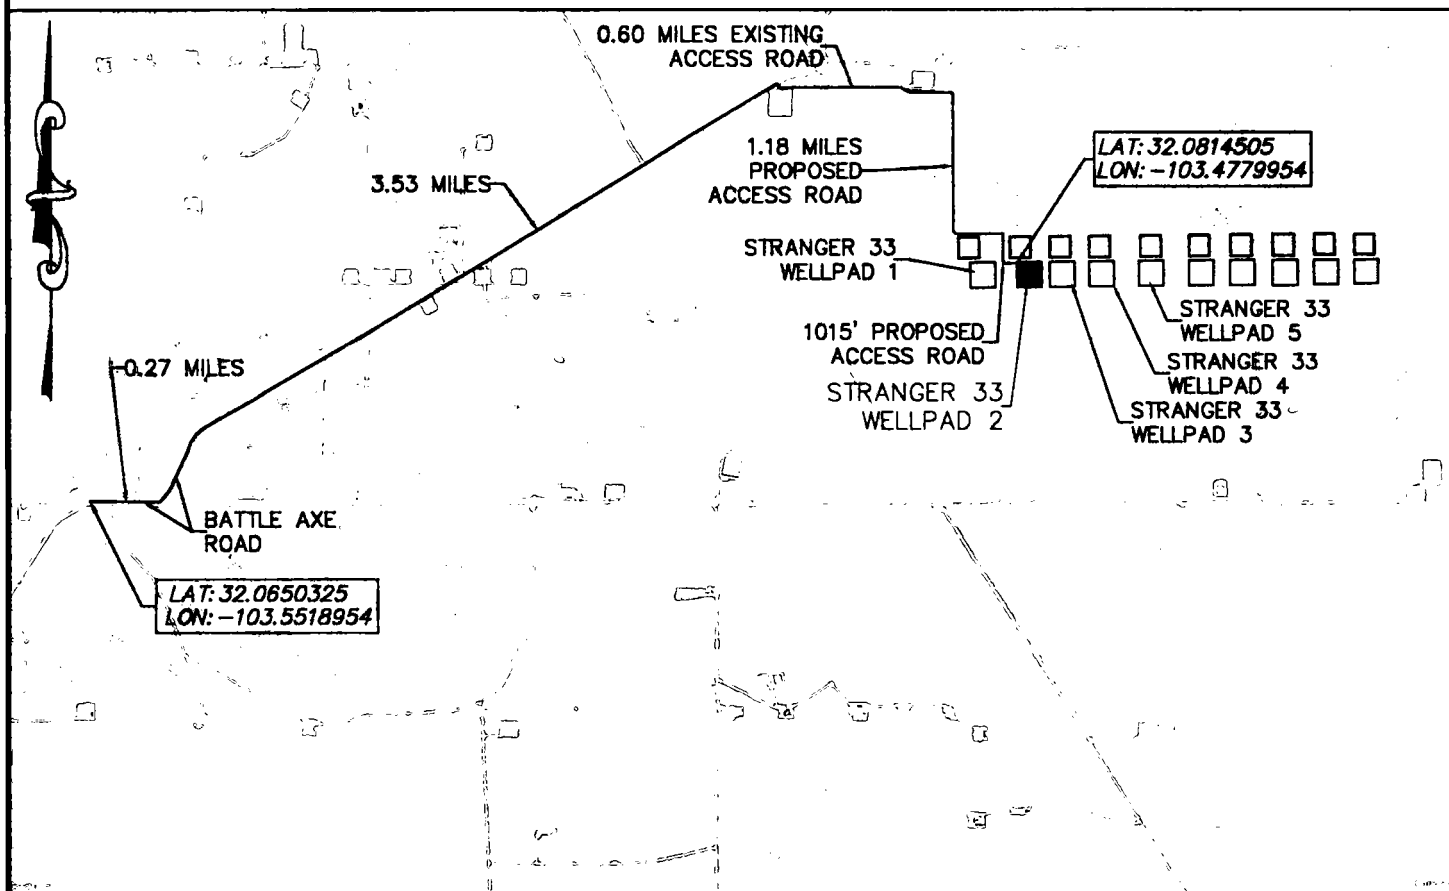 0.60 MILES EXISTING
ACCESS ROAD
1.18 MILES
PROPOSED
ACCESS ROAD
LAT: 32.0814505
LON: -103.4779954
3.53 MILES
STRANGER 33
WELLPAD 1
1015' PROPOSED
ACCESS ROAD
STRANGER 33
WELLPAD 2
STRANGER 33
WELLPAD 5
STRANGER 33
WELLPAD 4
STRANGER 33
WELLPAD 3
0.27 MILES
BATTLE AXE
ROAD
LAT: 32.0650325
LON: -103.5518954